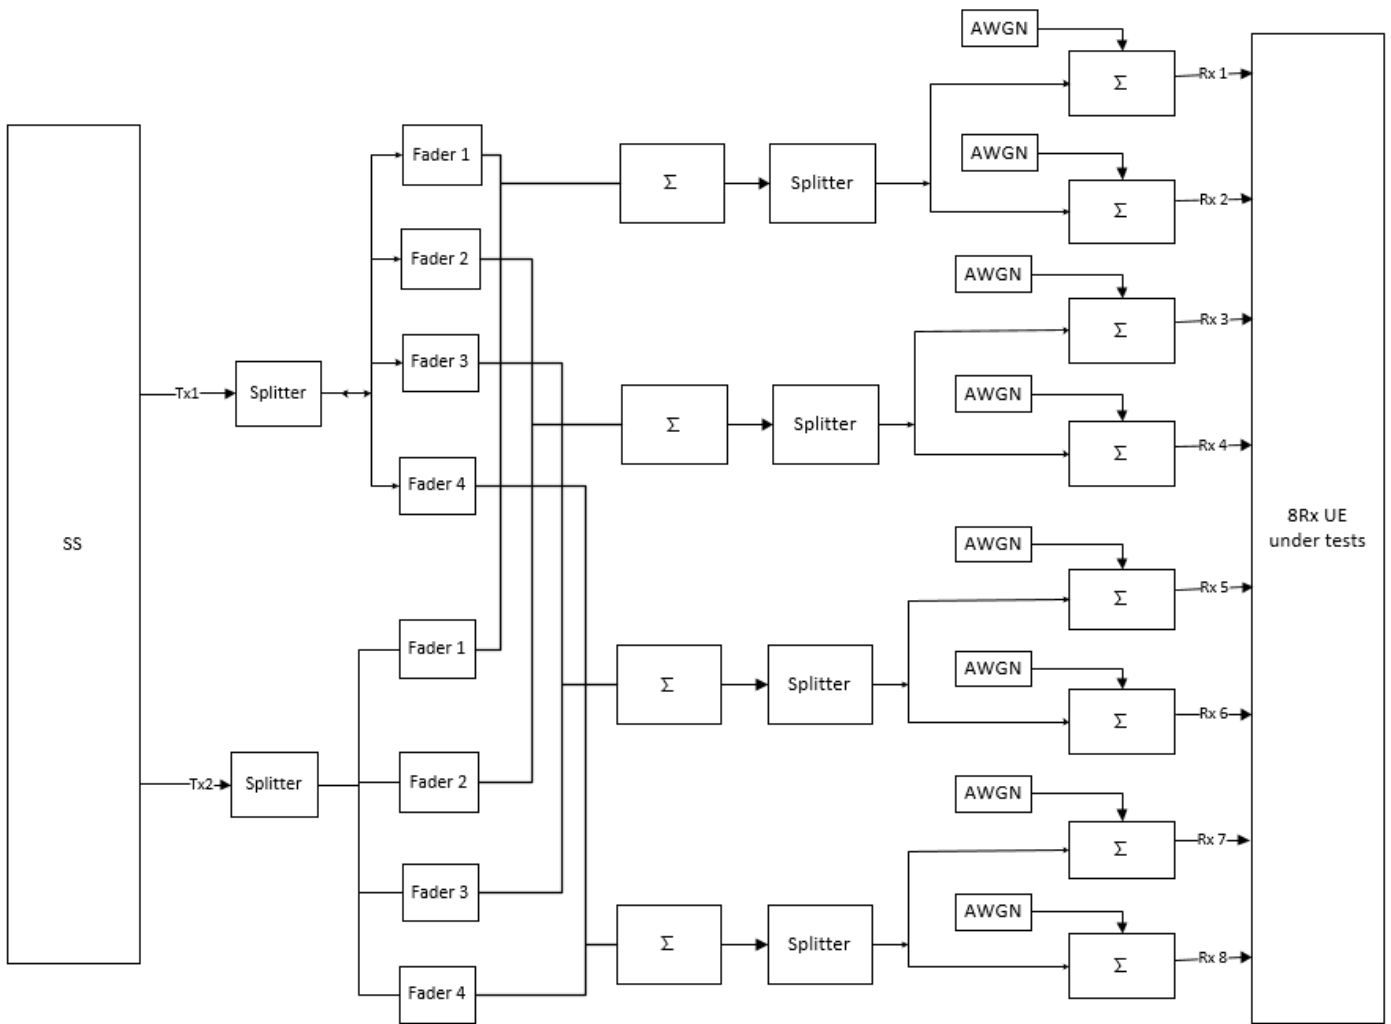 SS
Tx1
Splitter
Fader 1
Fader 2
Fader 3
Fader 4
Tx2
Splitter
Fader 1
Fader 2
Fader 3
Fader 4
Σ
Splitter
AWGN
Σ
Rx 1
AWGN
Σ
Rx 2
Σ
Splitter
AWGN
Σ
Rx 3
AWGN
Σ
Rx 4
Σ
Splitter
AWGN
Σ
Rx 5
AWGN
Σ
Rx 6
Σ
Splitter
AWGN
Σ
Rx 7
AWGN
Σ
Rx 8
8Rx UE
under tests